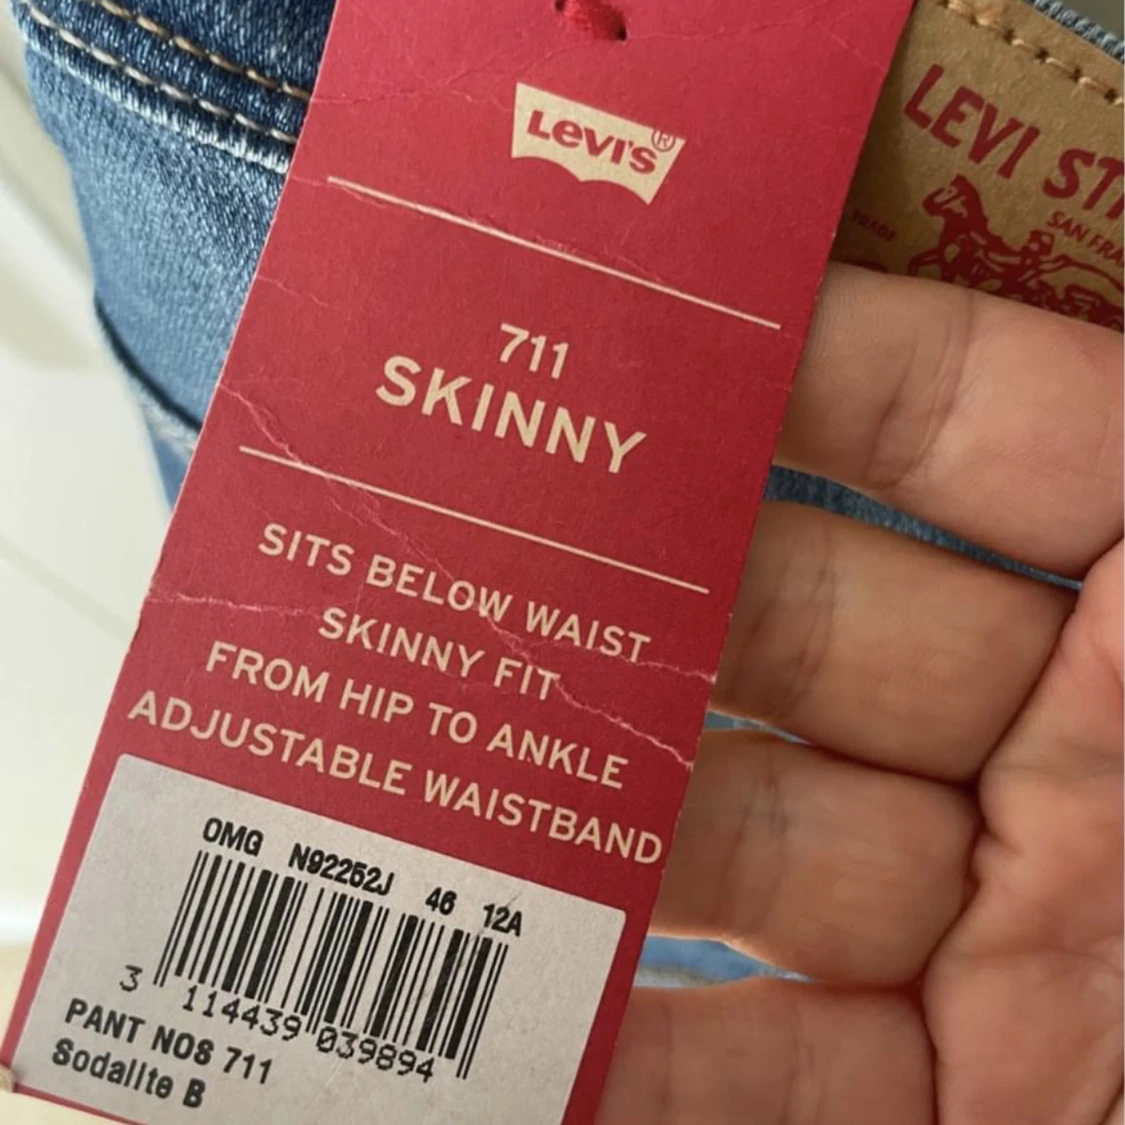 Levi's®
711
SKINNY
SITS BELOW WAIST
SKINNY FIT
FROM HIP TO ANKLE
ADJUSTABLE WAISTBAND
OMG N92252J 46 12A
3 114439 039894
PANT NOS 711
Sodalite B
LEVI ST
TRADE
SAN FRA